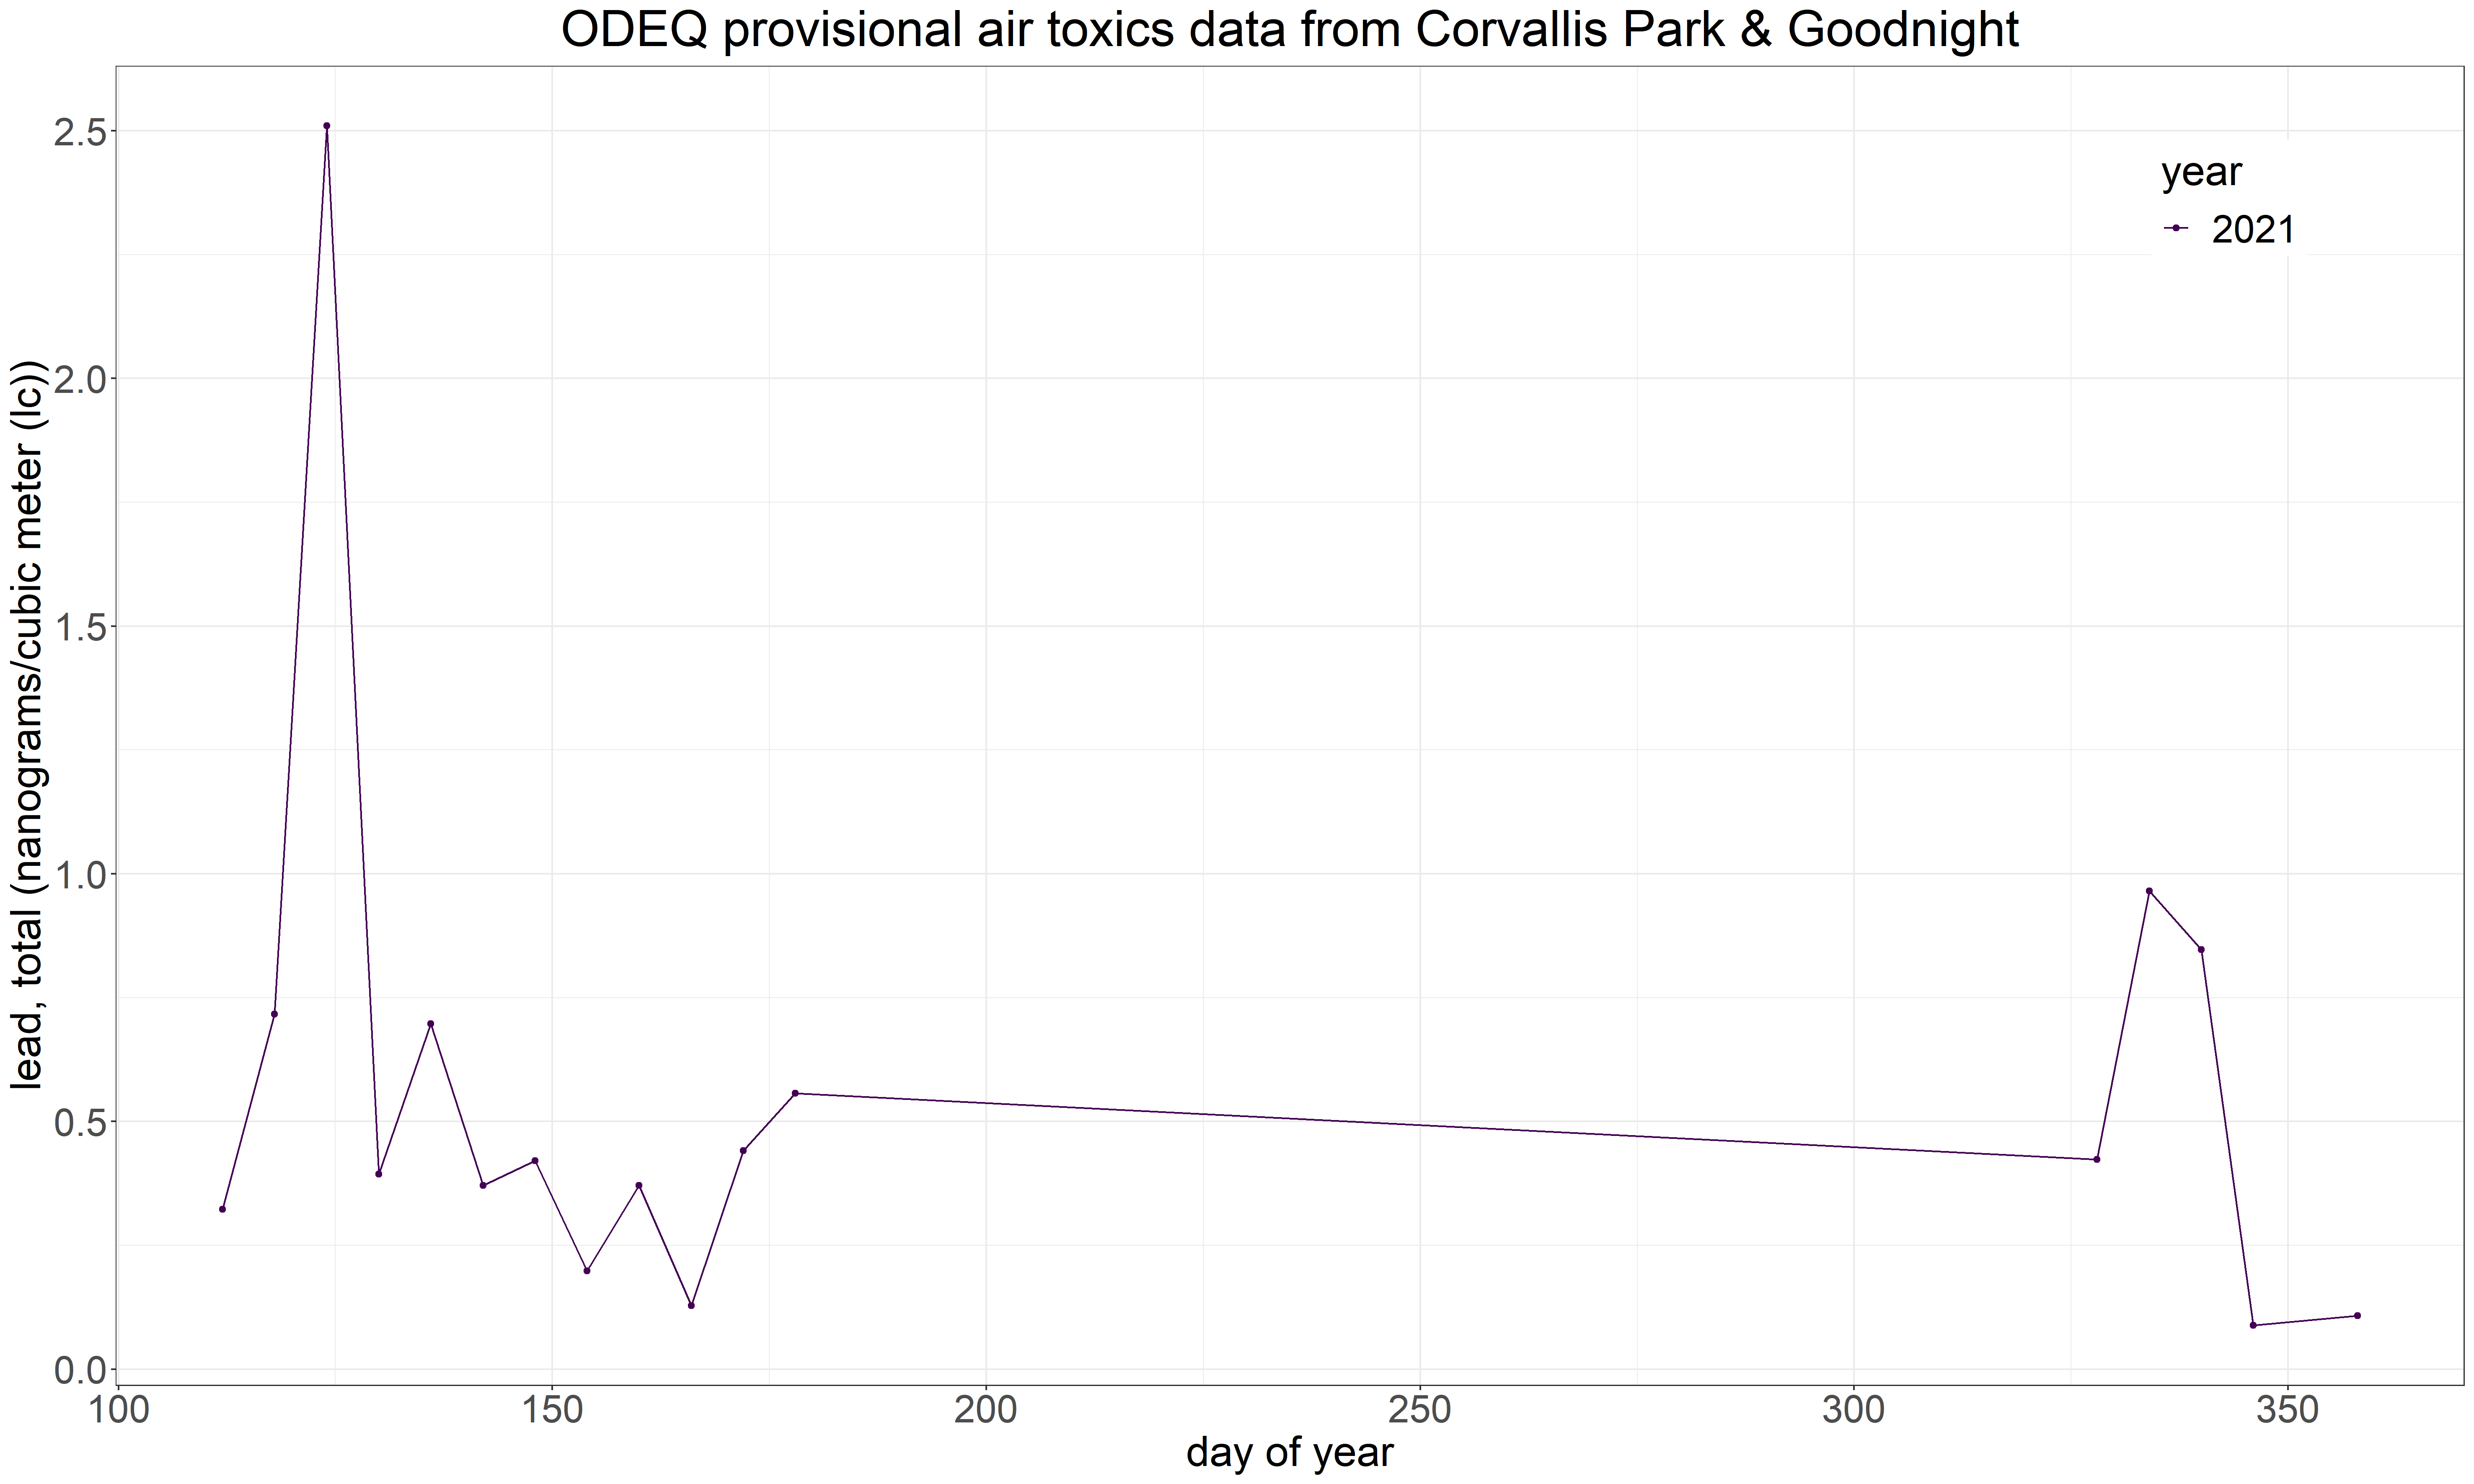 ODEQ provisional air toxics data from Corvallis Park & Goodnight
lead, total (nanograms/cubic meter (lc))
2.5
2.0
1.5
1.0
0.5
0.0
year
2021
100 150 200 250 300 350
day of year